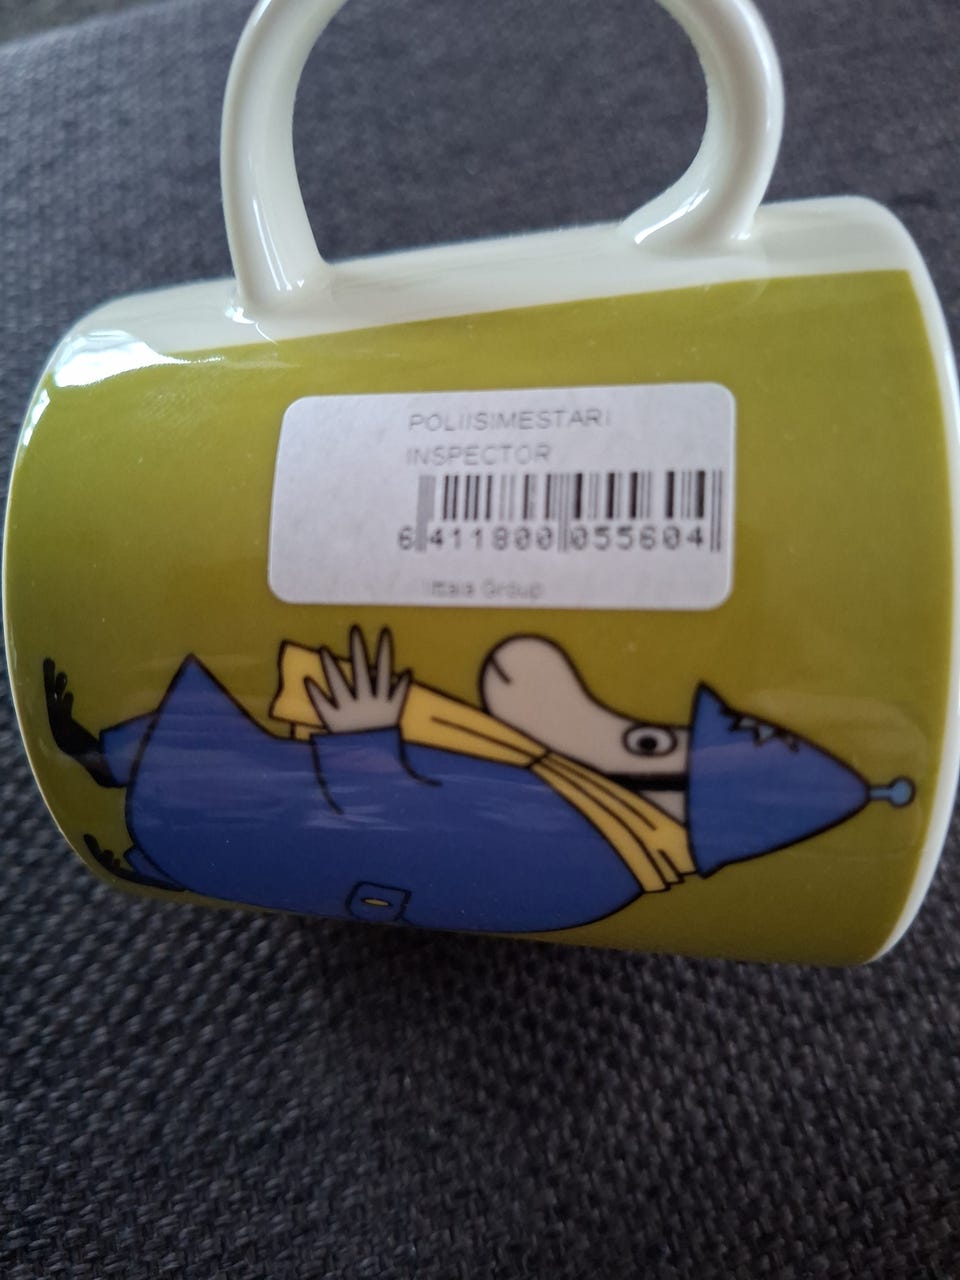 POLIISIMESTARI
INSPECTOR
6 411800 055604
Iittala Group